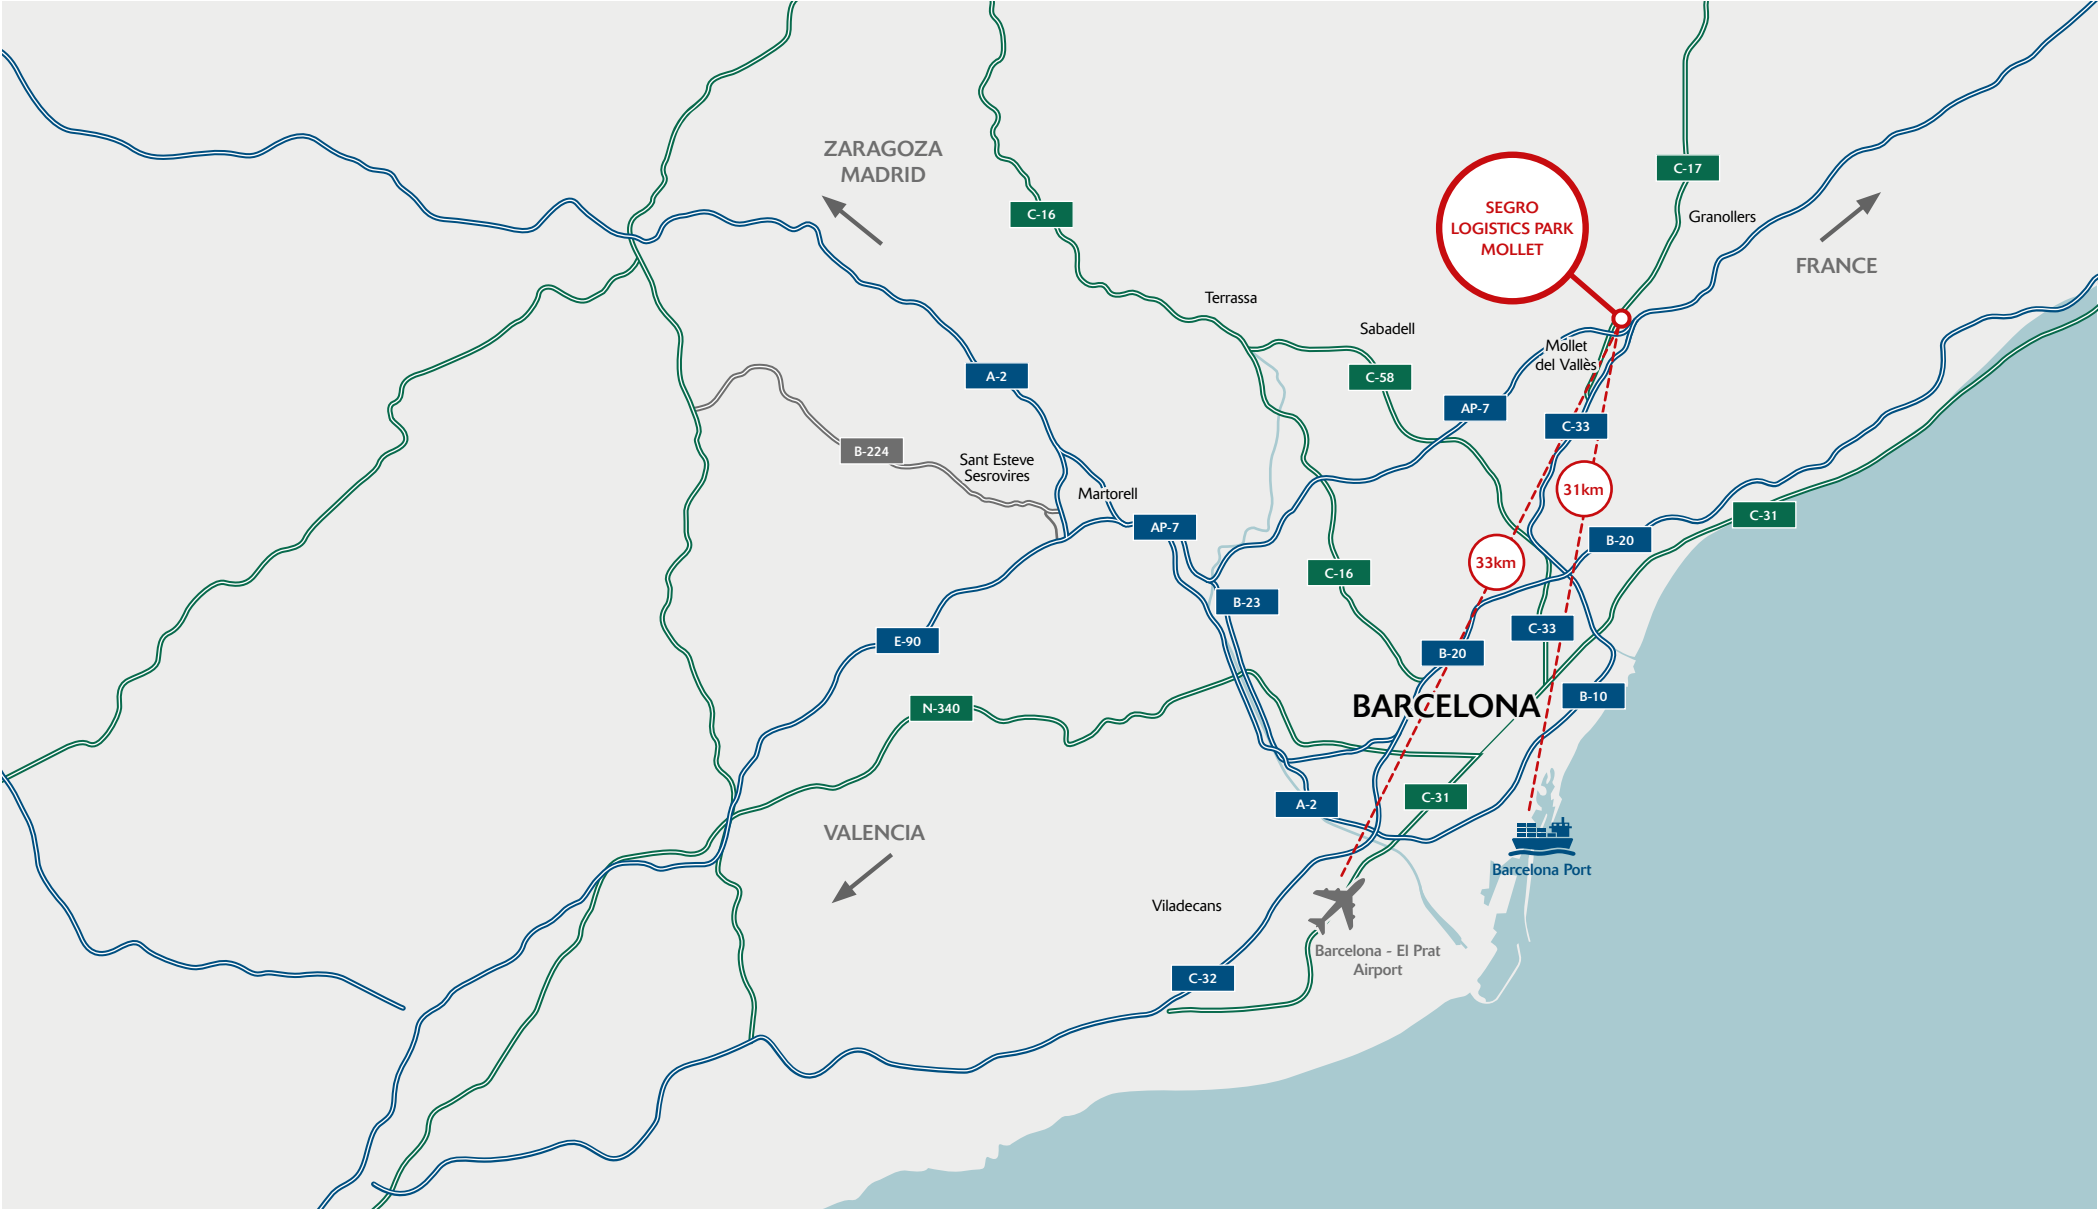 ZARAGOZA
MADRID
C-16
C-17
SEGRO
LOGISTICS PARK
MOLLET
Granollers
FRANCE
Terrassa
Sabadell
Mollet
del Vallès
A-2
C-58
AP-7
C-33
B-224
Sant Esteve
Sesrovires
Martorell
31km
AP-7
C-31
B-20
33km
C-16
B-23
C-33
E-90
B-20
N-340
BARCELONA
B-10
A-2
C-31
VALENCIA
Barcelona Port
Viladecans
Barcelona - El Prat
Airport
C-32